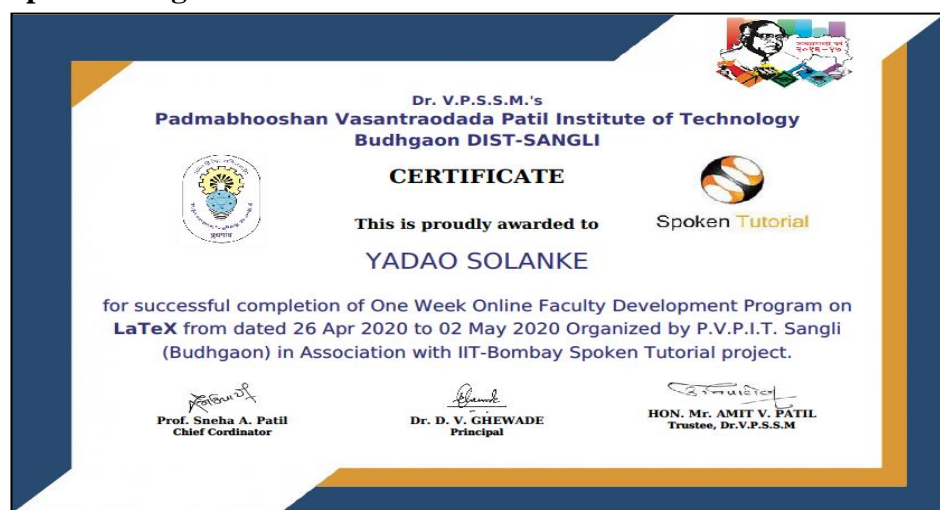 Dr. V.P.S.S.M.'s
Padmabhooshan Vasantraodada Patil Institute of Technology
Budhgaon DIST-SANGLI
CERTIFICATE
This is proudly awarded to
Spoken Tutorial
YADAO SOLANKE
for successful completion of One Week Online Faculty Development Program on
LaTeX from dated 26 Apr 2020 to 02 May 2020 Organized by P.V.P.I.T. Sangli
(Budhgaon) in Association with IIT-Bombay Spoken Tutorial project.
Prof. Sneha A. Patil
Chief Cordinator
Dr. D. V. GHEWADE
Principal
HON. Mr. AMIT V. PATIL
Trustee, Dr.V.P.S.S.M